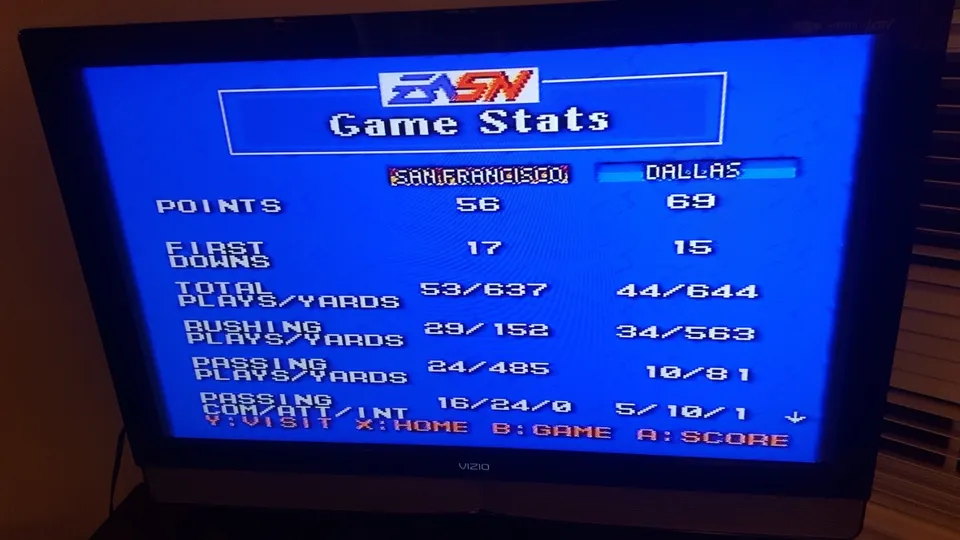 EASN
Game Stats
SAN FRANCISCO DALLAS
POINTS 56 69
FIRST DOWNS 17 15
TOTAL PLAYS/YARDS 53/637 44/644
RUSHING PLAYS/YARDS 29/152 34/563
PASSING PLAYS/YARDS 24/485 10/81
PASSING COM/ATT/INT 16/24/0 5/10/1
Y:VISIT X:HOME B:GAME A:SCORE
VIZIO